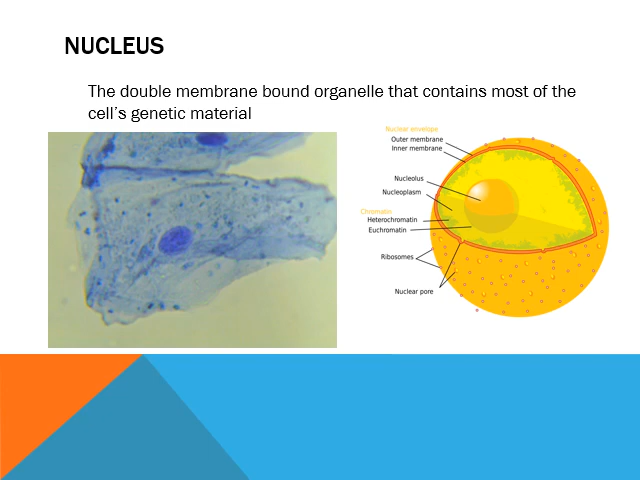 NUCLEUS
The double membrane bound organelle that contains most of the
cell’s genetic material
Nuclear envelope
Outer membrane
Inner membrane
Nucleolus
Nucleoplasm
Chromatin
Heterochromatin
Euchromatin
Ribosomes
Nuclear pore